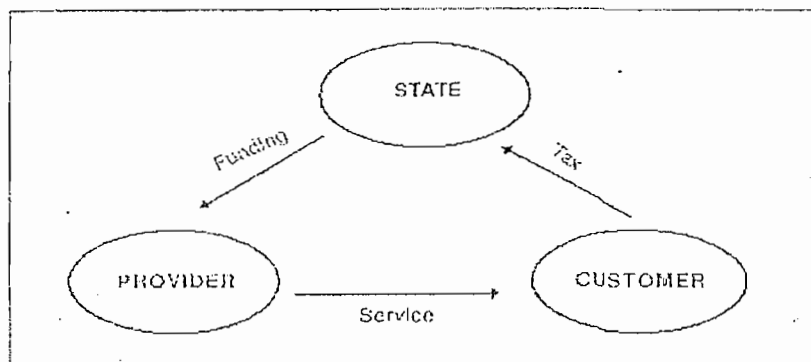 STATE
Funding
Tax
PROVIDER
CUSTOMER
Service